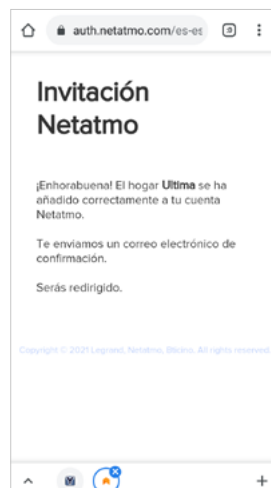 auth.netatmo.com/es-es
Invitación
Netatmo
¡Enhorabuena! El hogar Ultima se ha
añadido correctamente a tu cuenta
Netatmo.
Te enviamos un correo electrónico de
confirmación.
Serás redirigido.
Copyright © 2021 Legrand, Netatmo, Bticino. All rights reserved.